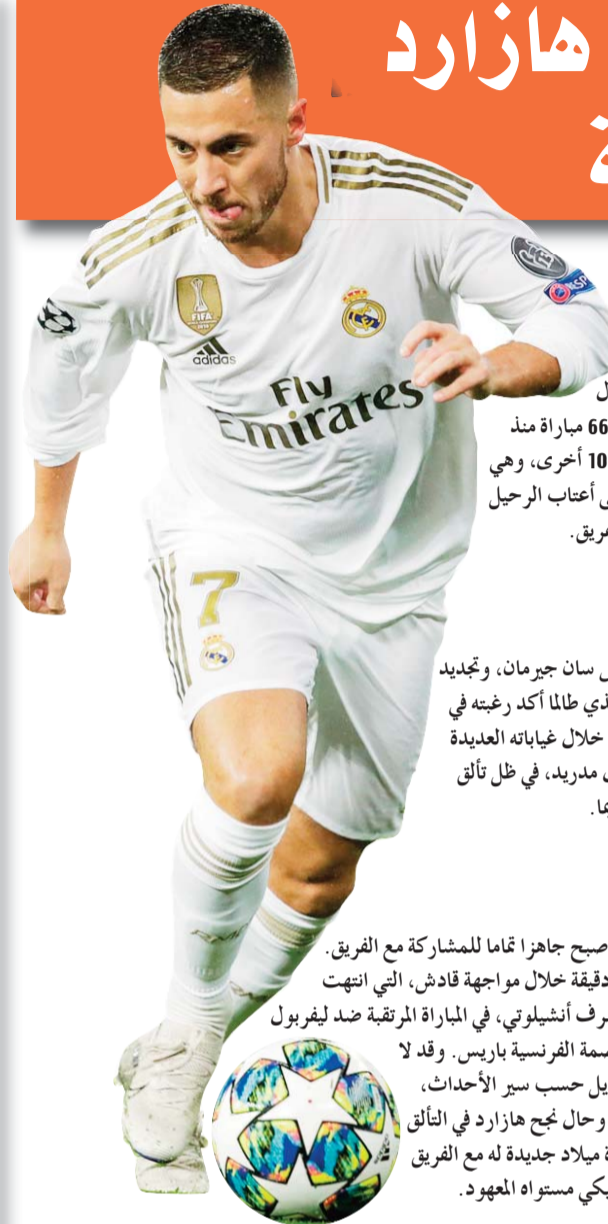 هازارد
ة
ل
66 مباراة منذ
10 أخرى، وهي
ى أعتاب الرحيل
فريق.
ن سان جيرمان، وتجديد
ذي طالما أكد رغبته في
خلال غياباته العديدة
ل مدريد، في ظل تألق
صبح جاهزا تماما للمشاركة مع الفريق.
دقيقة خلال مواجهة قادش، التي انتهت
رف أنشيلوتي، في المباراة المرتقبة ضد ليفربول
سمة الفرنسية باريس. وقد لا
يل حسب سير الأحداث،
وحال نجح هازارد في التألق
ة ميلاد جديدة له مع الفريق
يكي مستواه المعهود.
FIFA
adidas
Fly
Emirates
RESP
7